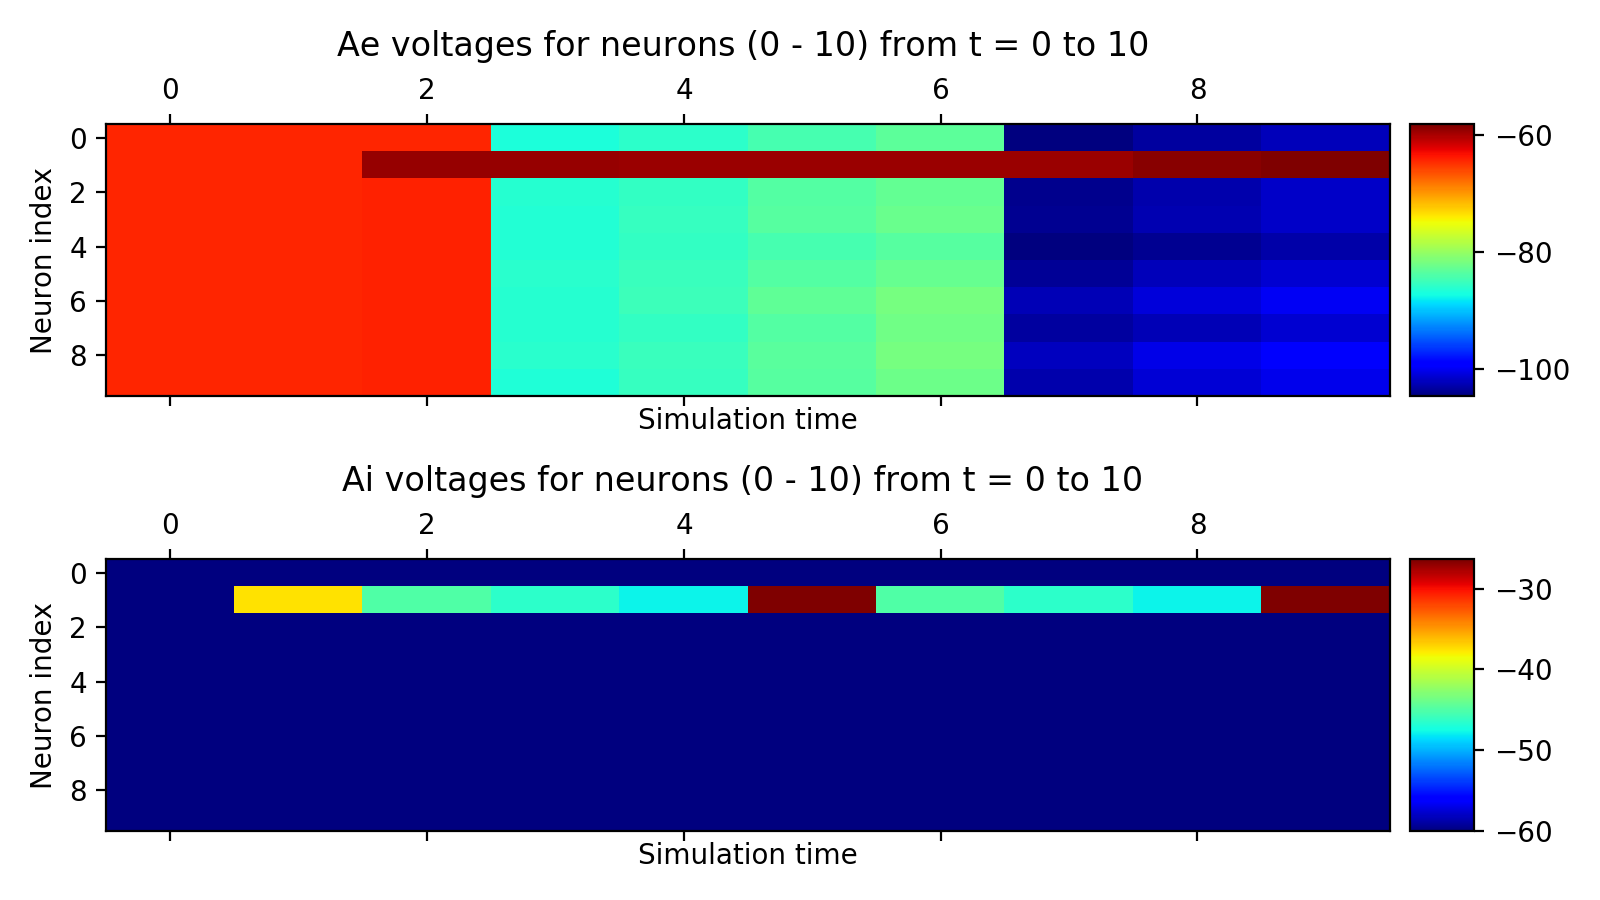 Ae voltages for neurons (0 - 10) from t = 0 to 10
0 2 4 6 8
Neuron index
0
2
4
6
8
−60
−80
−100
Simulation time
Ai voltages for neurons (0 - 10) from t = 0 to 10
0 2 4 6 8
Neuron index
0
2
4
6
8
−30
−40
−50
−60
Simulation time